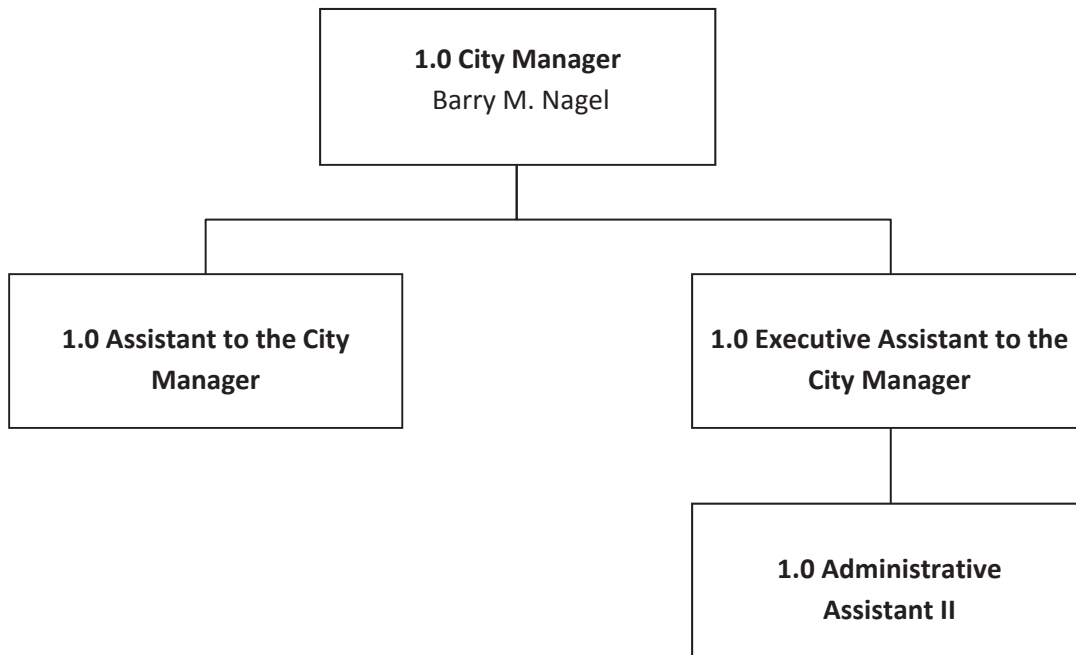 1.0 City Manager
Barry M. Nagel
1.0 Assistant to the City
Manager
1.0 Executive Assistant to the
City Manager
1.0 Administrative
Assistant II